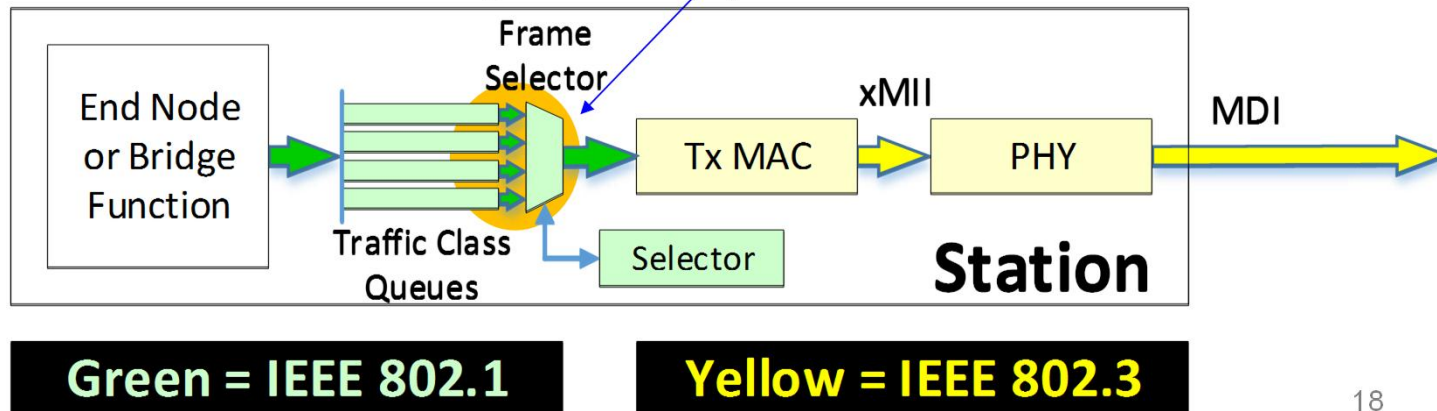 End Node
or Bridge
Function
Frame
Selector
Traffic Class
Queues
Selector
Tx MAC
xMII
PHY
MDI
Station
Green = IEEE 802.1
Yellow = IEEE 802.3
18